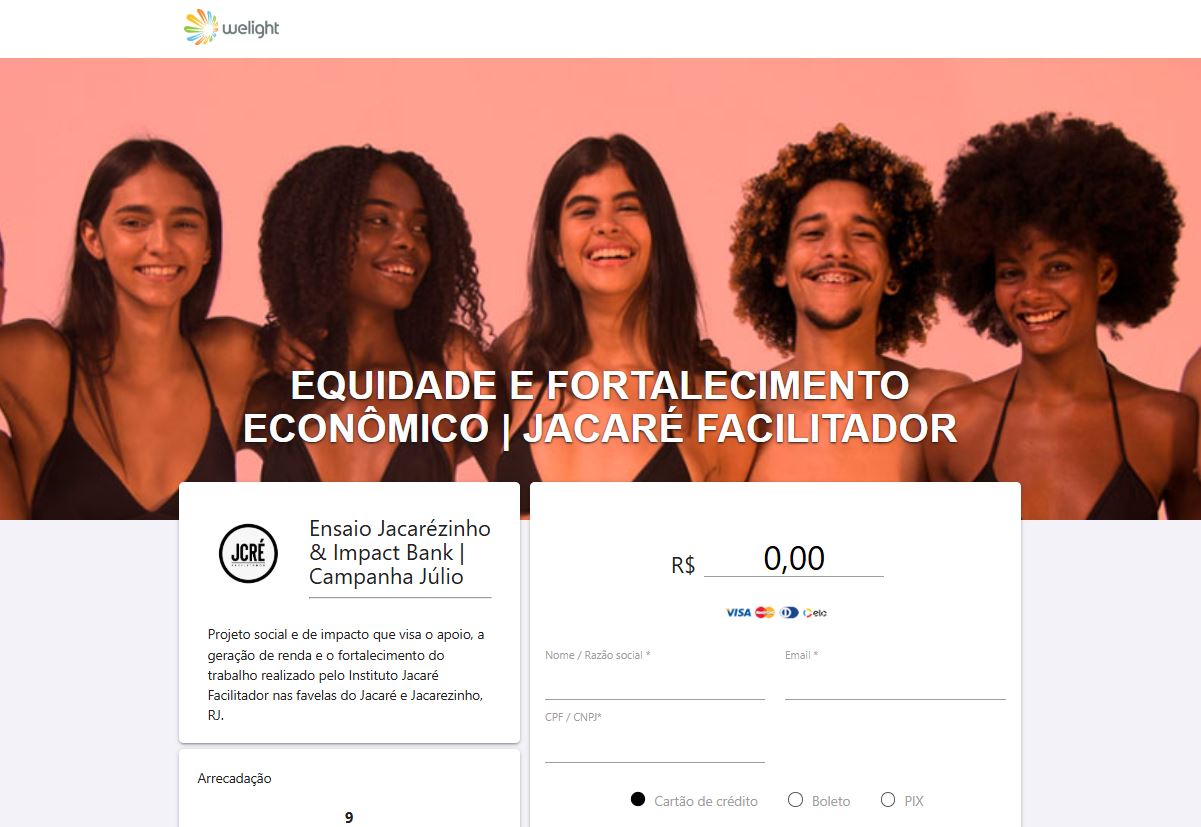 welight
EQUIDADE E FORTALECIMENTO
ECONÔMICO | JACARÉ FACILITADOR
JCRÉ
Ensaio Jacarézinho
& Impact Bank |
Campanha Júlio
Projeto social e de impacto que visa o apoio, a
geração de renda e o fortalecimento do
trabalho realizado pelo Instituto Jacaré
Facilitador nas favelas do Jacaré e Jacarezinho,
RJ.
Arrecadação
9
R$ 0,00
VISA elo
Nome / Razão social * Email *
CPF / CNPJ*
Cartão de crédito Boleto PIX